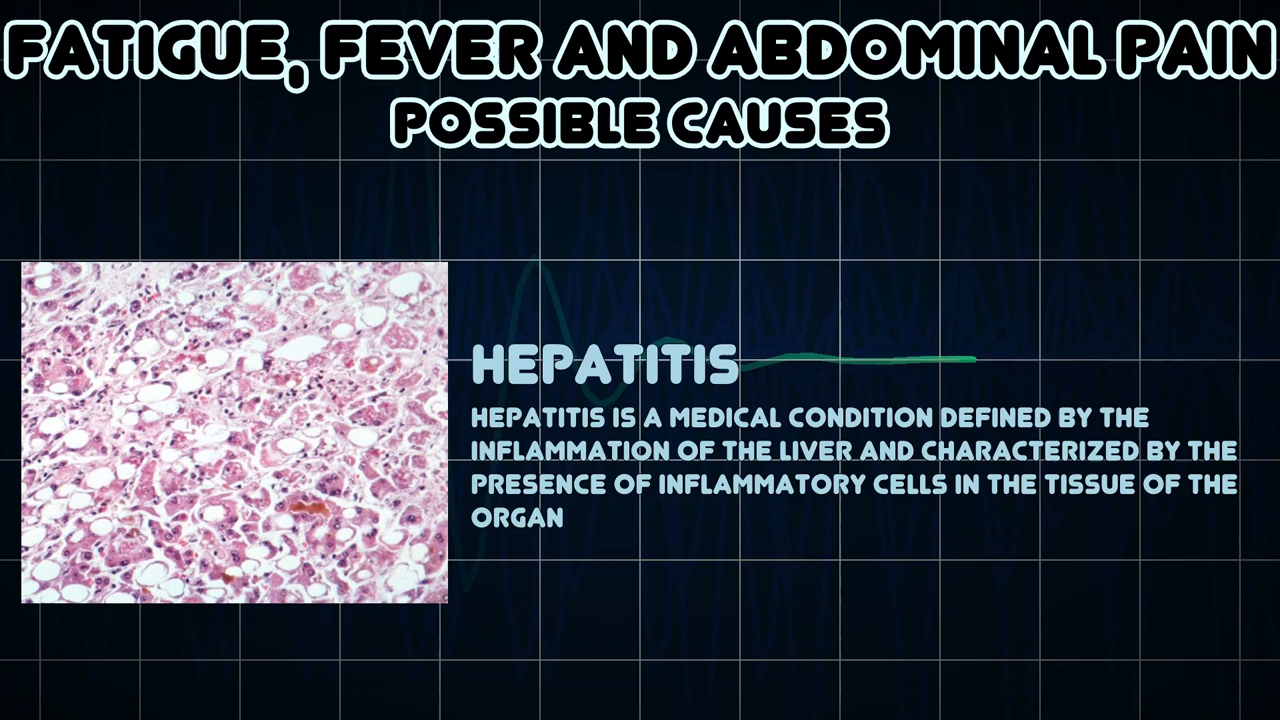 FATIGUE, FEVER AND ABDOMINAL PAIN
POSSIBLE CAUSES
HEPATITIS
HEPATITIS IS A MEDICAL CONDITION DEFINED BY THE
INFLAMMATION OF THE LIVER AND CHARACTERIZED BY THE
PRESENCE OF INFLAMMATORY CELLS IN THE TISSUE OF THE
ORGAN